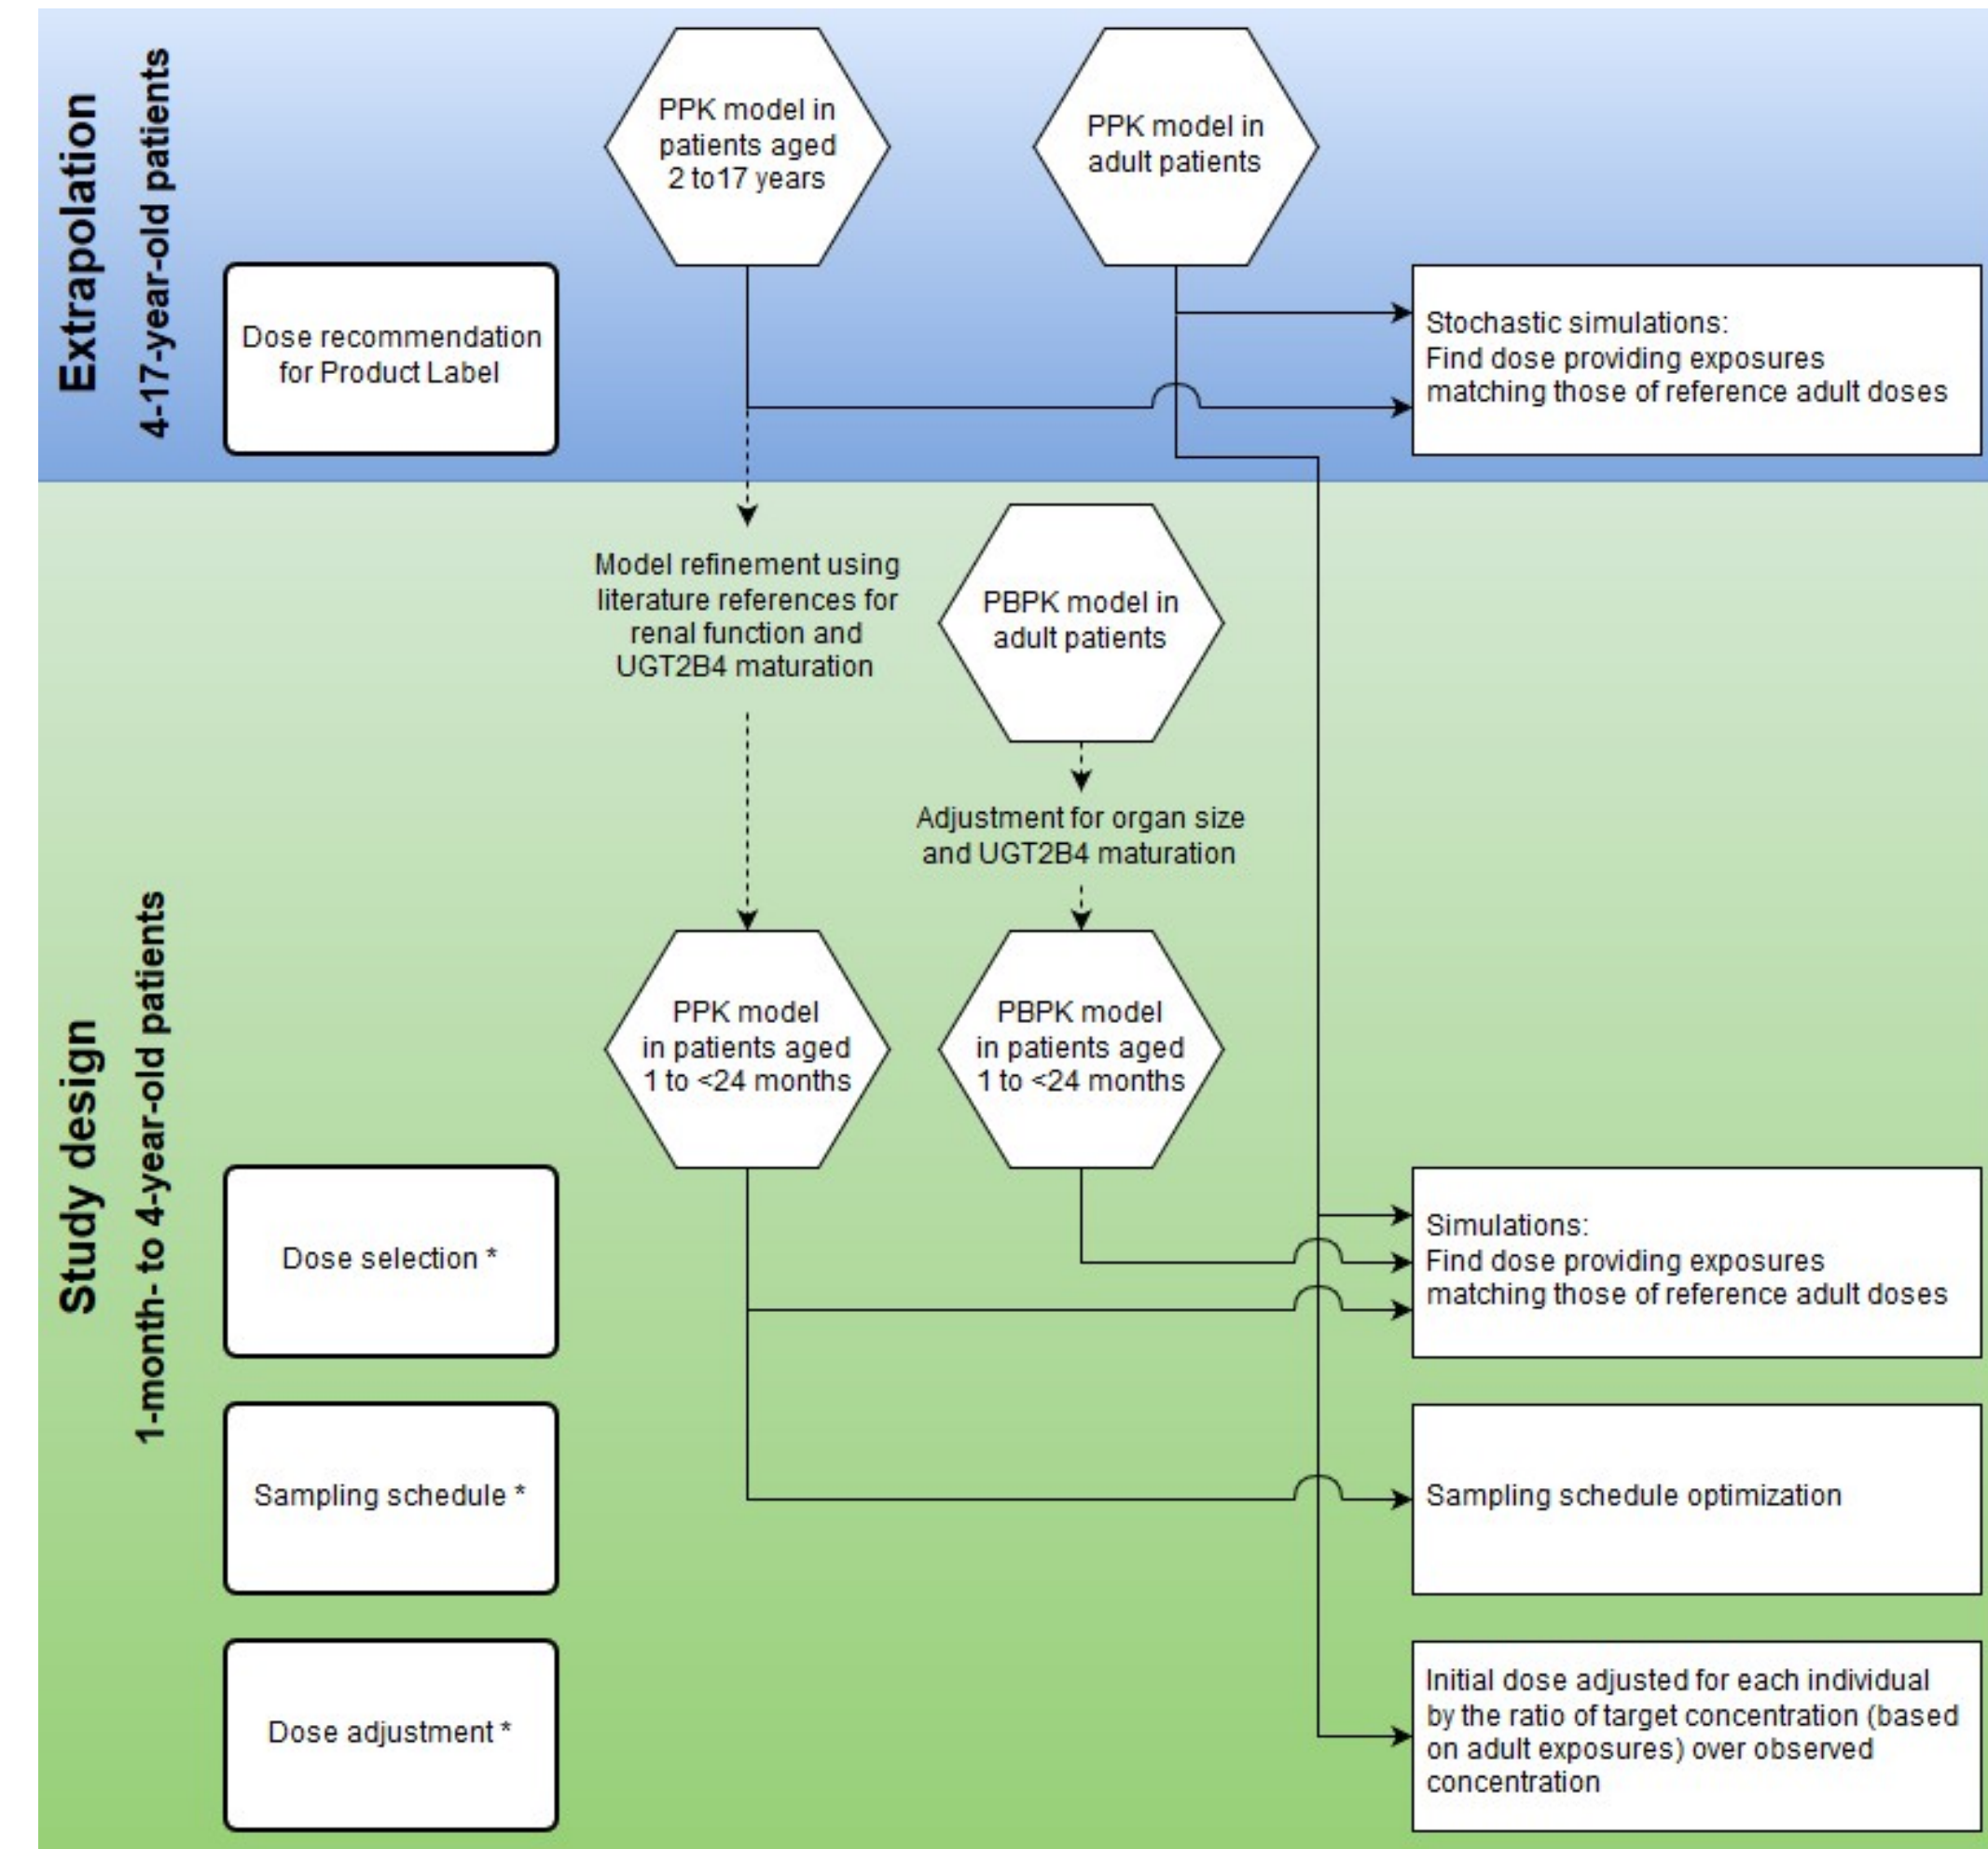 Extrapolation
4-17-year-old patients
PPK model in
patients aged
2 to17 years
PPK model in
adult patients
Dose recommendation
for Product Label
Stochastic simulations:
Find dose providing exposures
matching those of reference adult doses
Study design
1-month- to 4-year-old patients
Model refinement using
literature references for
renal function and
UGT2B4 maturation
PBPK model in
adult patients
Adjustment for organ size
and UGT2B4 maturation
PPK model
in patients aged
1 to <24 months
PBPK model
in patients aged
1 to <24 months
Dose selection *
Simulations:
Find dose providing exposures
matching those of reference adult doses
Sampling schedule *
Sampling schedule optimization
Dose adjustment *
Initial dose adjusted for each individual
by the ratio of target concentration (based
on adult exposures) over observed
concentration